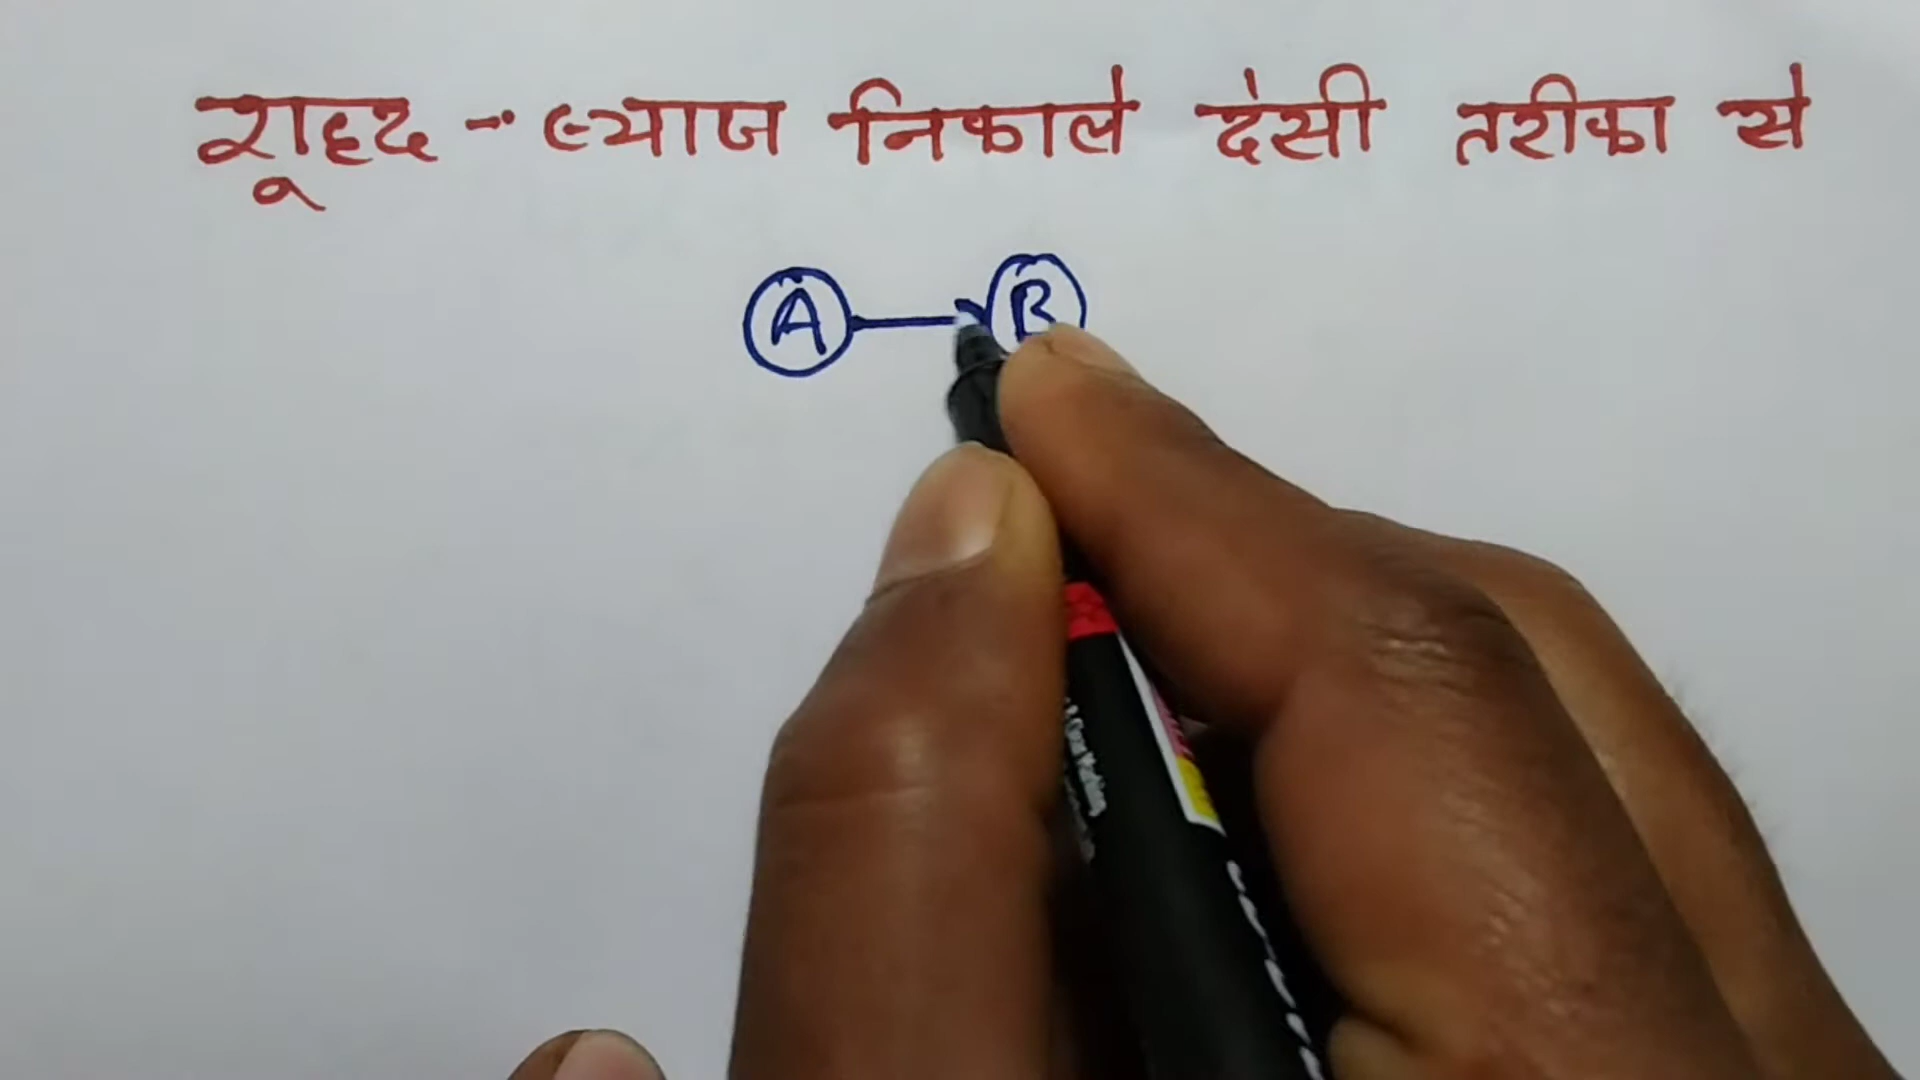 - ब्याज निकाले देसी तरीका से
A B